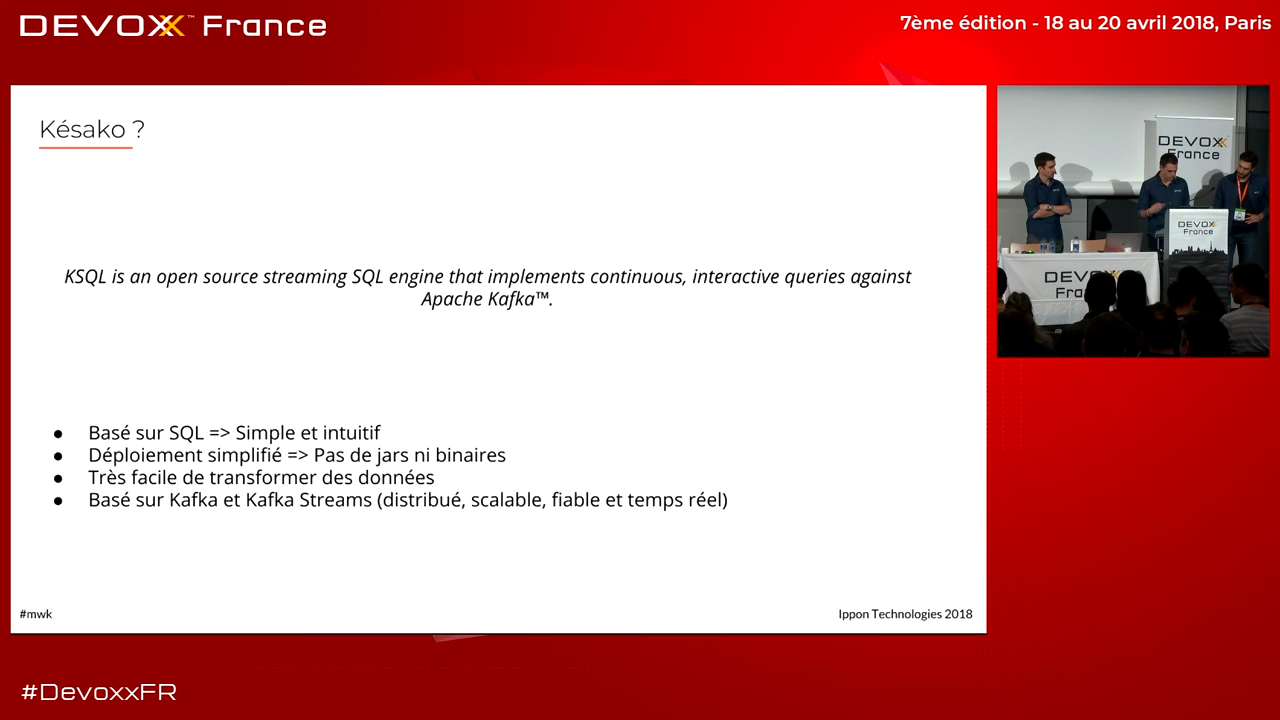 DEVOXX™ France
7ème édition - 18 au 20 avril 2018, Paris
Késako ?
KSQL is an open source streaming SQL engine that implements continuous, interactive queries against
Apache Kafka™.
● Basé sur SQL => Simple et intuitif
● Déploiement simplifié => Pas de jars ni binaires
● Très facile de transformer des données
● Basé sur Kafka et Kafka Streams (distribué, scalable, fiable et temps réel)
#mwk
Ippon Technologies 2018
DEVOXX
France
DEVOXX
France
DEVOXX
Fra
#DevoxxFR